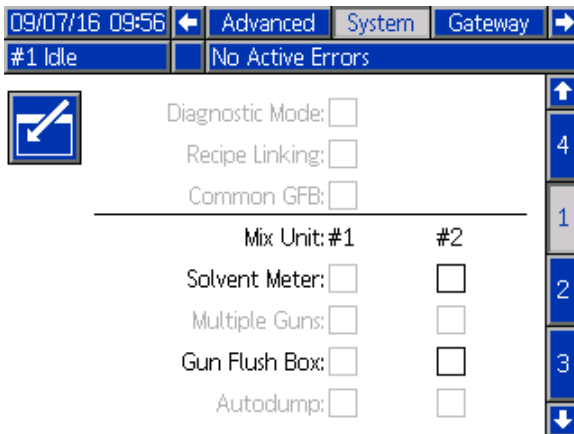 09/07/16 09:56 Advanced System Gateway
#1 Idle No Active Errors
Diagnostic Mode:
4
Recipe Linking:
Common GFB:
1
Mix Unit: #1 #2
Solvent Meter:
2
Multiple Guns:
Gun Flush Box:
3
Autodump: